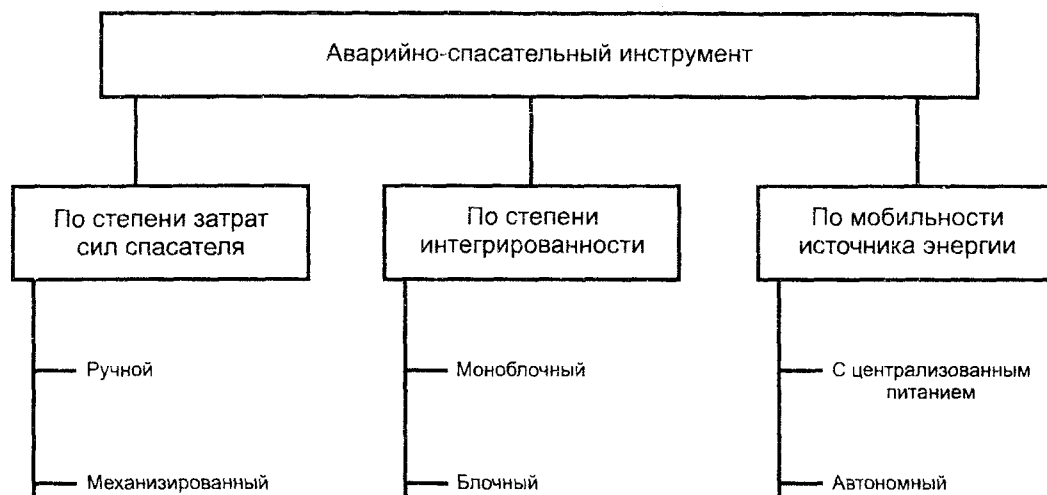 Аварийно-спасательный инструмент
По степени затрат
сил спасателя
По степени
интегрированности
По мобильности
источника энергии
Ручной
Моноблочный
С централизованным
питанием
Механизированный
Блочный
Автономный